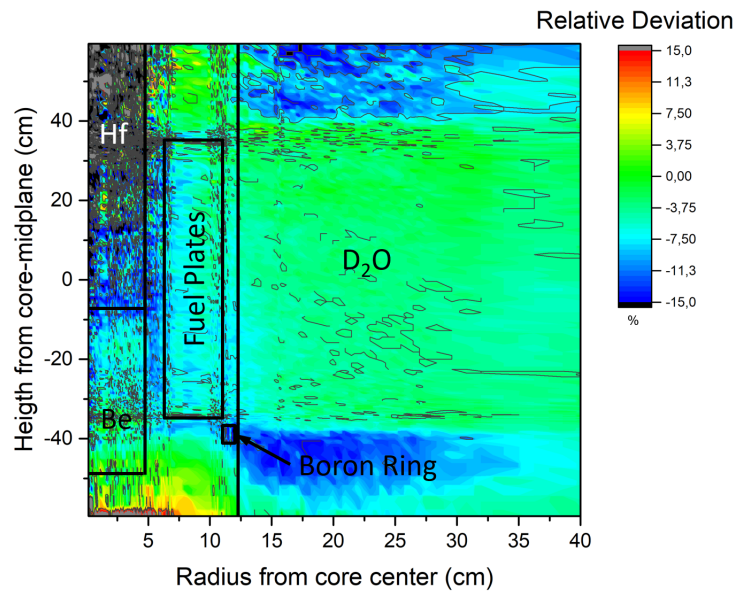 Relative Deviation
15,0
11,3
7,50
3,75
0,00
-3,75
-7,50
-11,3
-15,0
%
Heigth from core-midplane (cm)
40
20
0
-20
-40
Hf
Be
Fuel Plates
D₂O
Boron Ring
5
10
15
20
25
30
35
40
Radius from core center (cm)